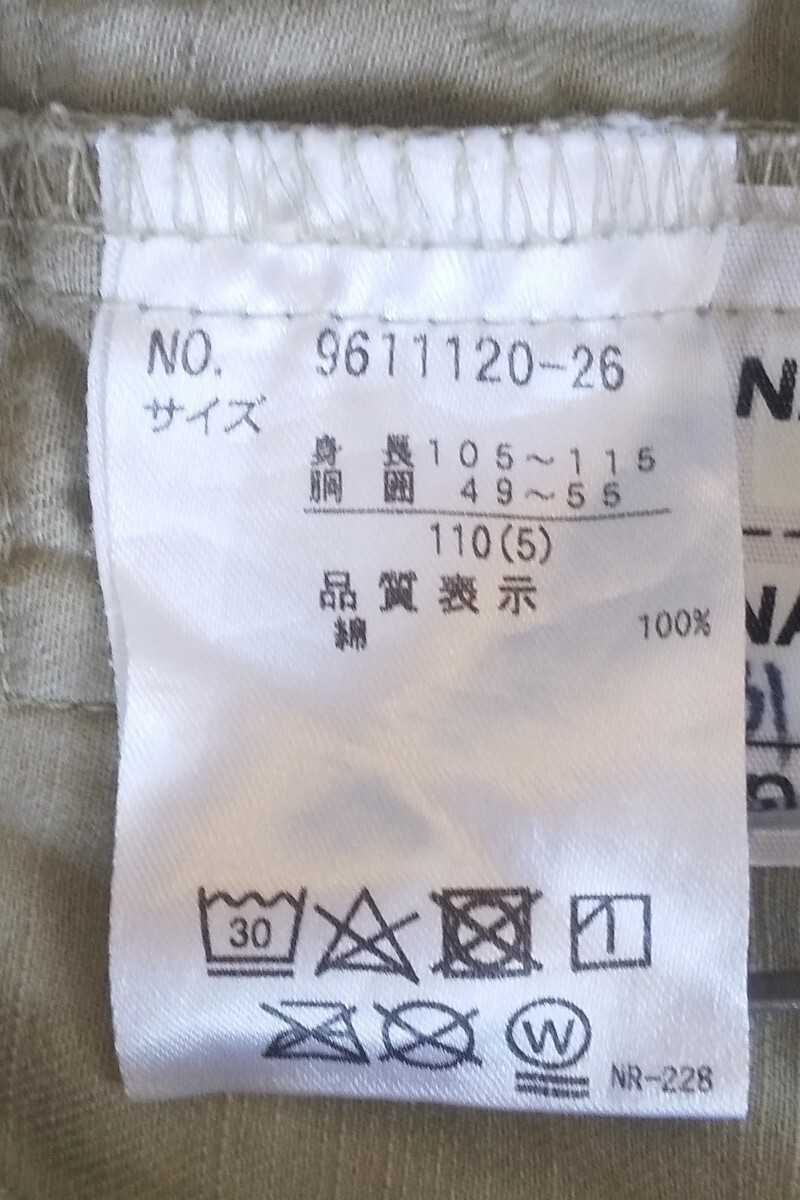 NO. 9611120-26
サイズ
身長 105～115
胴囲 49～55
110(5)
品質表示
綿 100%
30
W
NR-228